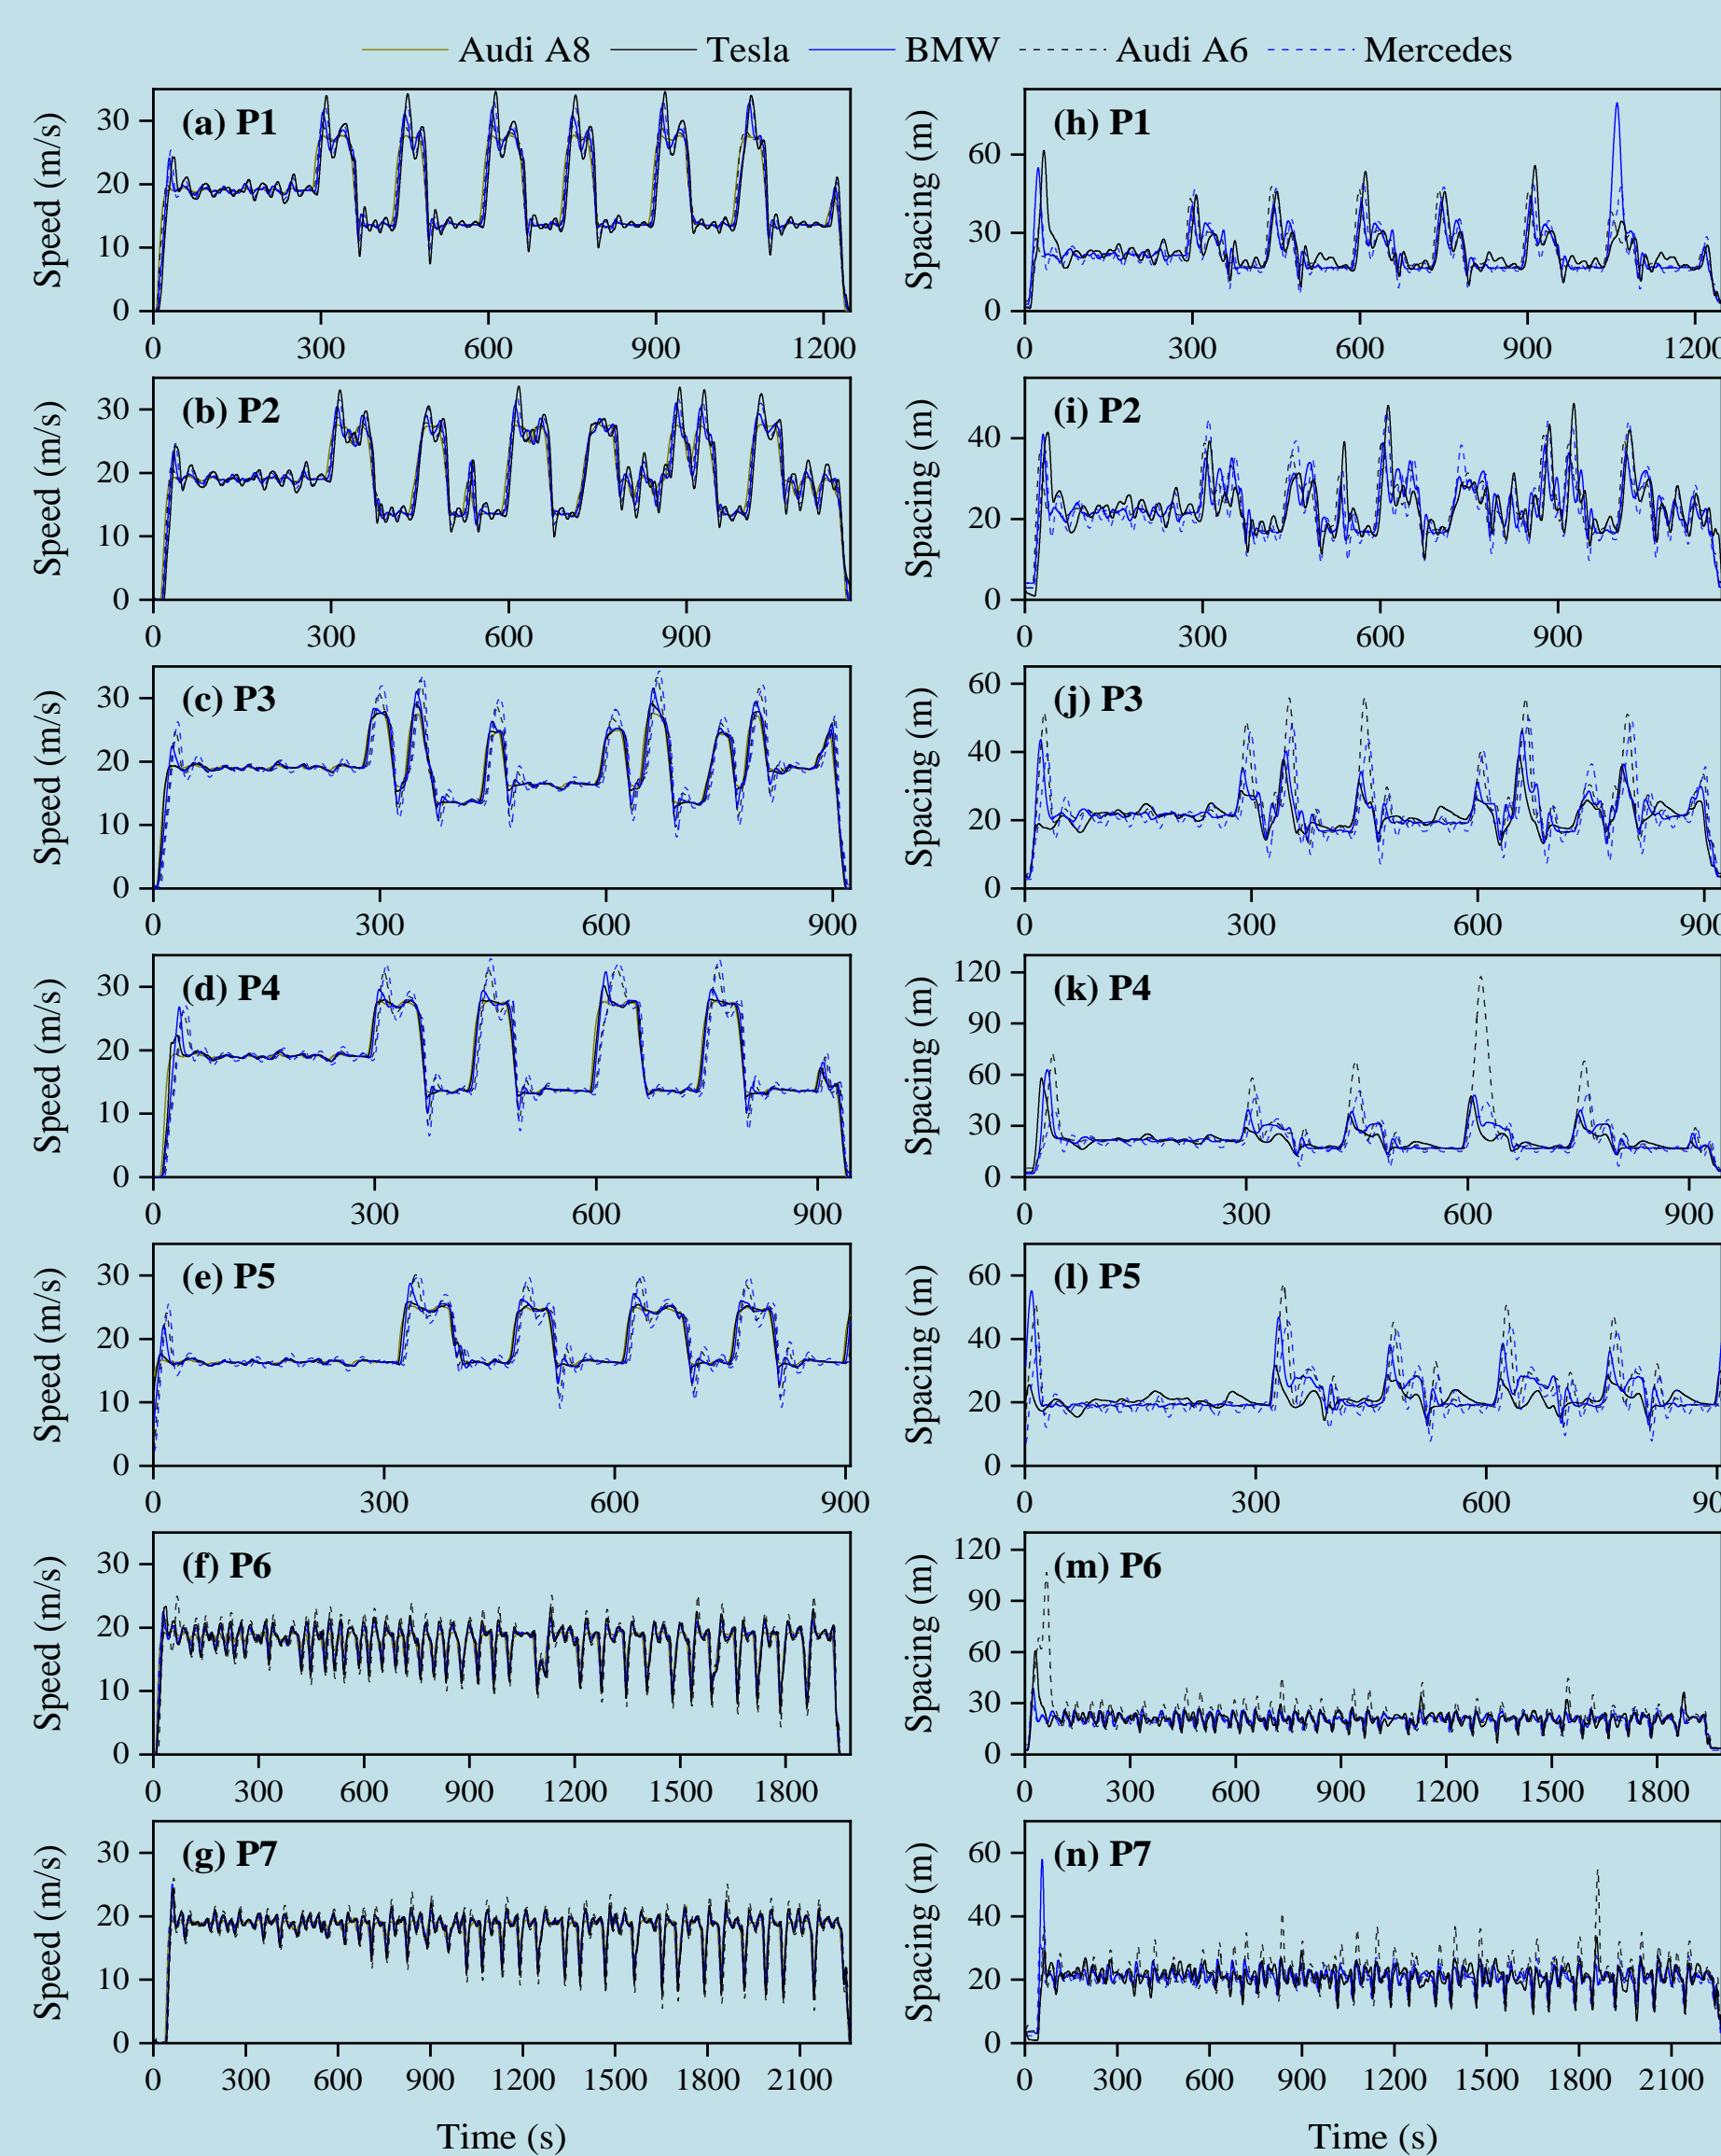 Audi A8 Tesla BMW Audi A6 Mercedes
(a) P1
Speed (m/s)
30
20
10
0
0 300 600 900 1200
(h) P1
Spacing (m)
60
30
0
0 300 600 900 1200
(b) P2
Speed (m/s)
30
20
10
0
0 300 600 900
(i) P2
Spacing (m)
40
20
0
0 300 600 900
(c) P3
Speed (m/s)
30
20
10
0
0 300 600 900
(j) P3
Spacing (m)
60
40
20
0
0 300 600 900
(d) P4
Speed (m/s)
30
20
10
0
0 300 600 900
(k) P4
Spacing (m)
120
90
60
30
0
0 300 600 900
(e) P5
Speed (m/s)
30
20
10
0
0 300 600 900
(l) P5
Spacing (m)
60
40
20
0
0 300 600 90
(f) P6
Speed (m/s)
30
20
10
0
0 300 600 900 1200 1500 1800
(m) P6
Spacing (m)
120
90
60
30
0
0 300 600 900 1200 1500 1800
(g) P7
Speed (m/s)
30
20
10
0
0 300 600 900 1200 1500 1800 2100
Time (s)
(n) P7
Spacing (m)
60
40
20
0
0 300 600 900 1200 1500 1800 2100
Time (s)